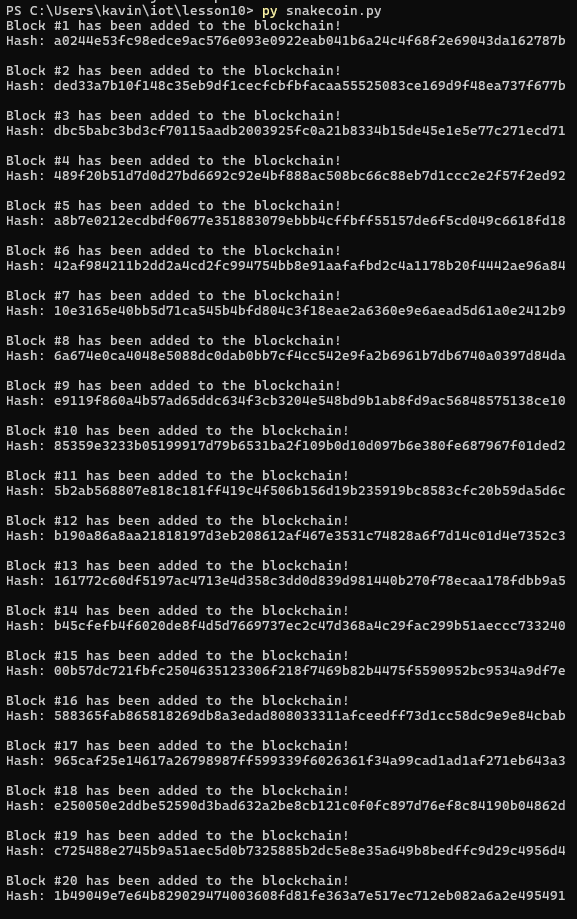 PS C:\Users\kavin\iot\lesson10> py snakecoin.py
Block #1 has been added to the blockchain!
Hash: a0244e53fc98edce9ac576e093e0922eab041b6a24c4f68f2e69043da162787b
Block #2 has been added to the blockchain!
Hash: ded33a7b10f148c35eb9df1cecfcbfbfacaa55525083ce169d9f48ea737f677b
Block #3 has been added to the blockchain!
Hash: dbc5babc3bd3cf70115aadb2003925fc0a21b8334b15de45e1e5e77c271ecd71
Block #4 has been added to the blockchain!
Hash: 489f20b51d7d0d27bd6692c92e4bf888ac508bc66c88eb7d1ccc2e2f57f2ed92
Block #5 has been added to the blockchain!
Hash: a8b7e0212ecdbdf0677e351883079ebbb4cffbff55157de6f5cd049c6618fd18
Block #6 has been added to the blockchain!
Hash: 42af984211b2dd2a4cd2fc994754bb8e91aafafbd2c4a1178b20f4442ae96a84
Block #7 has been added to the blockchain!
Hash: 10e3165e40bb5d71ca545b4bfd804c3f18eae2a6360e9e6aead5d61a0e2412b9
Block #8 has been added to the blockchain!
Hash: 6a674e0ca4048e5088dc0dab0bb7cf4cc542e9fa2b6961b7db6740a0397d84da
Block #9 has been added to the blockchain!
Hash: e9119f860a4b57ad65ddc634f3cb3204e548bd9b1ab8fd9ac56848575138ce10
Block #10 has been added to the blockchain!
Hash: 85359e3233b05199917d79b6531ba2f109b0d10d097b6e380fe687967f01ded2
Block #11 has been added to the blockchain!
Hash: 5b2ab568807e818c181ff419c4f506b156d19b235919bc8583cfc20b59da5d6c
Block #12 has been added to the blockchain!
Hash: b190a86a8aa21818197d3eb208612af467e3531c74828a6f7d14c01d4e7352c3
Block #13 has been added to the blockchain!
Hash: 161772c60df5197ac4713e4d358c3dd0d839d981440b270f78ecaa178fdbb9a5
Block #14 has been added to the blockchain!
Hash: b45cfefb4f6020de8f4d5d7669737ec2c47d368a4c29fac299b51aeccc733240
Block #15 has been added to the blockchain!
Hash: 00b57dc721fbfc2504635123306f218f7469b82b4475f5590952bc9534a9df7e
Block #16 has been added to the blockchain!
Hash: 588365fab865818269db8a3edad808033311afceedff73d1cc58dc9e9e84cbab
Block #17 has been added to the blockchain!
Hash: 965caf25e14617a26798987ff599339f6026361f34a99cad1ad1af271eb643a3
Block #18 has been added to the blockchain!
Hash: e250050e2ddbe52590d3bad632a2be8cb121c0f0fc897d76ef8c84190b04862d
Block #19 has been added to the blockchain!
Hash: c725488e2745b9a51aec5d0b7325885b2dc5e8e35a649b8bedffc9d29c4956d4
Block #20 has been added to the blockchain!
Hash: 1b49049e7e64b829029474003608fd81fe363a7e517ec712eb082a6a2e495491